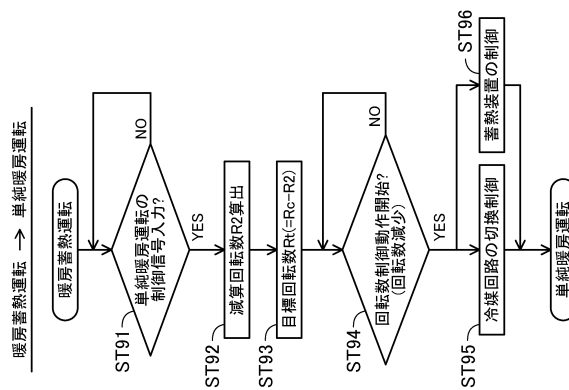 暖房蓄熱運転 → 単純暖房運転
暖房蓄熱運転
ST91
単純暖房運転の
制御信号入力?
NO
YES
ST92
減算回転数R2算出
ST93
目標回転数Rt(=Rc-R2)
ST94
回転数制御動作開始?
(回転数減少)
NO
YES
ST95
冷媒回路の切換制御
ST96
蓄熱装置の制御
単純暖房運転